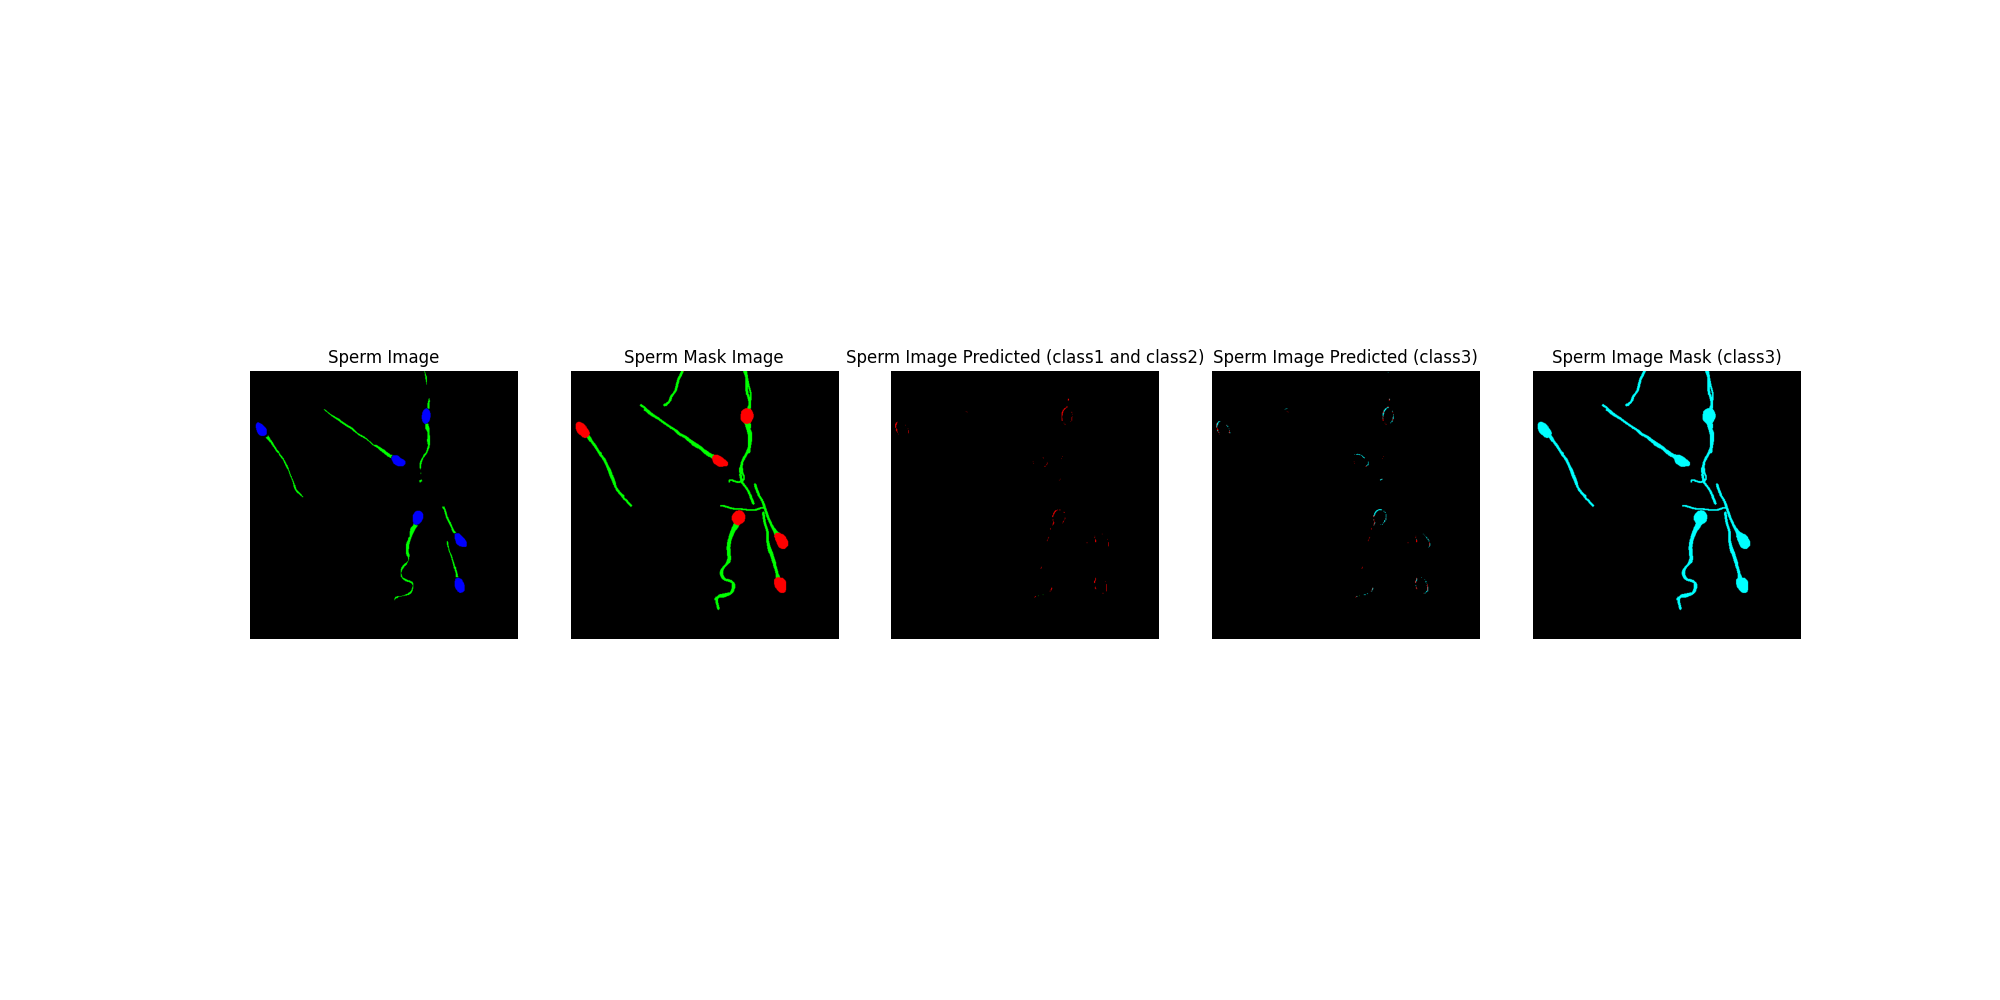 Sperm Image
Sperm Mask Image
Sperm Image Predicted (class1 and class2)
Sperm Image Predicted (class3)
Sperm Image Mask (class3)